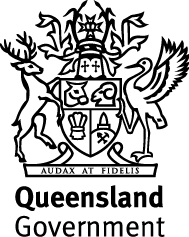 AUDAX AT FIDELIS
Queensland
Government